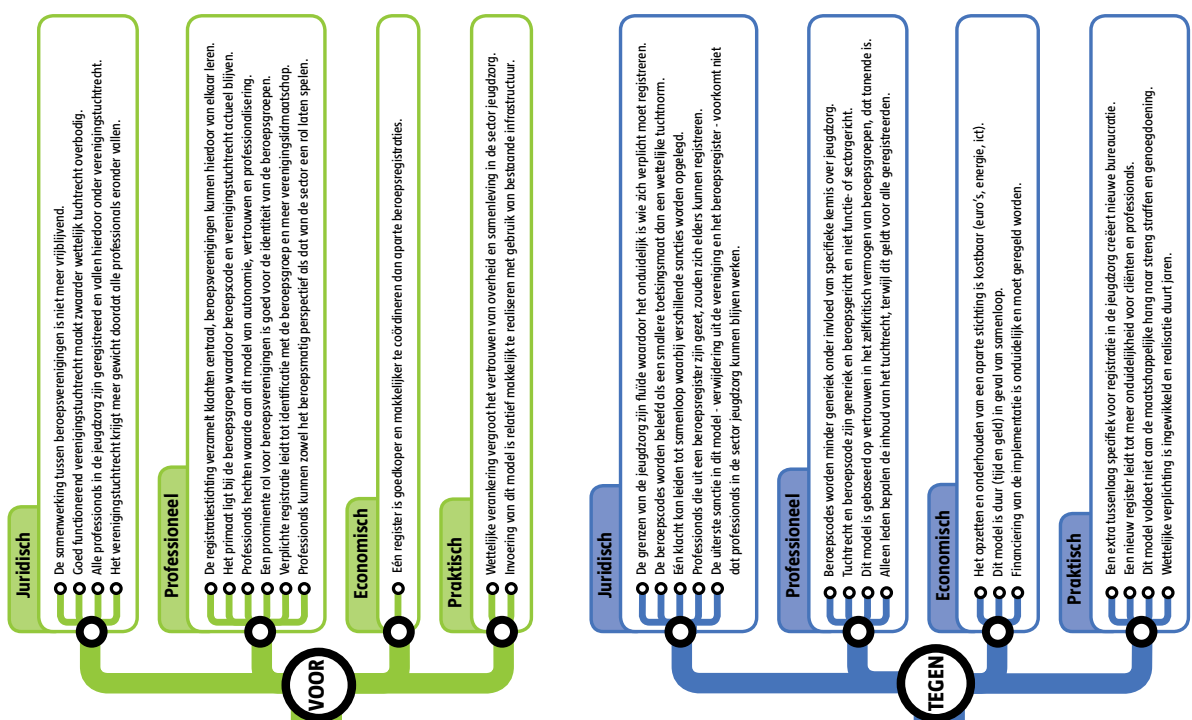 VOOR
Juridisch
De samenwerking tussen beroepsverenigingen is niet meer vrijblijvend.
Goed functionerend verenigingstuchtrecht maakt zwaarder wettelijk tuchtrecht overbodig.
Alle professionals in de jeugdzorg zijn geregistreerd en vallen hierdoor onder verenigingstuchtrecht.
Het verenigingstuchtrecht krijgt meer gewicht doordat alle professionals eronder vallen.
Professioneel
De registratiestichting verzamelt klachten centraal, beroepsverenigingen kunnen hierdoor van elkaar leren.
Het primaat ligt bij de beroepsgroep waardoor beroepscode en verenigingstuchtrecht actueel blijven.
Professionals hechten waarde aan dit model van autonomie, vertrouwen en professionalisering.
Een prominente rol voor beroepsverenigingen is goed voor de identiteit van de beroepsgroepen.
Verplichte registratie leidt tot identificatie met de beroepsgroep en meer verenigingslidmaatschap.
Professionals kunnen zowel het beroepsmatig perspectief als dat van de sector een rol laten spelen.
Economisch
Eén register is goedkoper en makkelijker te coördineren dan aparte beroepsregistraties.
Praktisch
Wettelijke verankering vergroot het vertrouwen van overheid en samenleving in de sector jeugdzorg.
Invoering van dit model is relatief makkelijk te realiseren met gebruik van bestaande infrastructuur.
TEGEN
Juridisch
De grenzen van de jeugdzorg zijn fluïde waardoor het onduidelijk is wie zich verplicht moet registreren.
De beroepscodes worden beleefd als een smallere toetsingsmaat dan een wettelijke tuchtnorm.
Eén klacht kan leiden tot samenloop waarbij verschillende sancties worden opgelegd.
Professionals die uit een beroepsregister zijn gezet, zouden zich elders kunnen registreren.
De uiterste sanctie in dit model - verwijdering uit de vereniging en het beroepsregister - voorkomt niet
dat professionals in de sector jeugdzorg kunnen blijven werken.
Professioneel
Beroepscodes worden minder generiek onder invloed van specifieke kennis over jeugdzorg.
Tuchtrecht en beroepscode zijn generiek en beroepsgericht en niet functie- of sectorgericht.
Dit model is gebaseerd op vertrouwen in het zelfkritisch vermogen van beroepsgroepen, dat tanende is.
Alleen leden bepalen de inhoud van het tuchtrecht, terwijl dit geldt voor alle geregistreerden.
Economisch
Het opzetten en onderhouden van een aparte stichting is kostbaar (euro's, energie, ict).
Dit model is duur (tijd en geld) in geval van samenloop.
Financiering van de implementatie is onduidelijk en moet geregeld worden.
Praktisch
Een extra tussenlaag specifiek voor registratie in de jeugdzorg creëert nieuwe bureaucratie.
Een nieuw register leidt tot meer onduidelijkheid voor cliënten en professionals.
Dit model voldoet niet aan de maatschappelijke hang naar streng straffen en genoegdoening.
Wettelijke verplichting is ingewikkeld en realisatie duurt jaren.